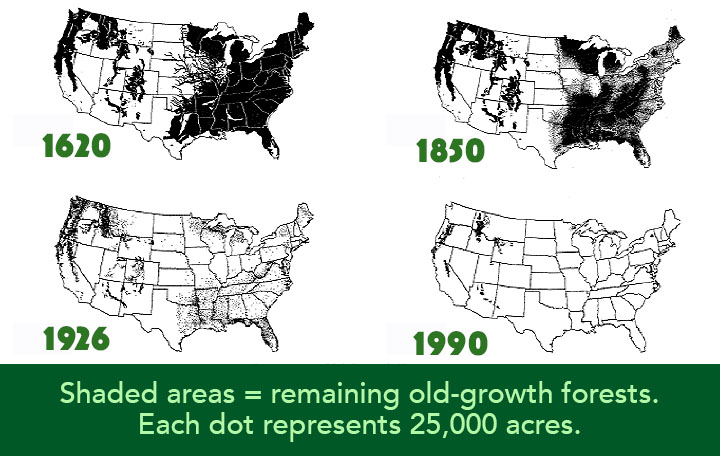 1620
1850
1926
1990
Shaded areas = remaining old-growth forests.
Each dot represents 25,000 acres.